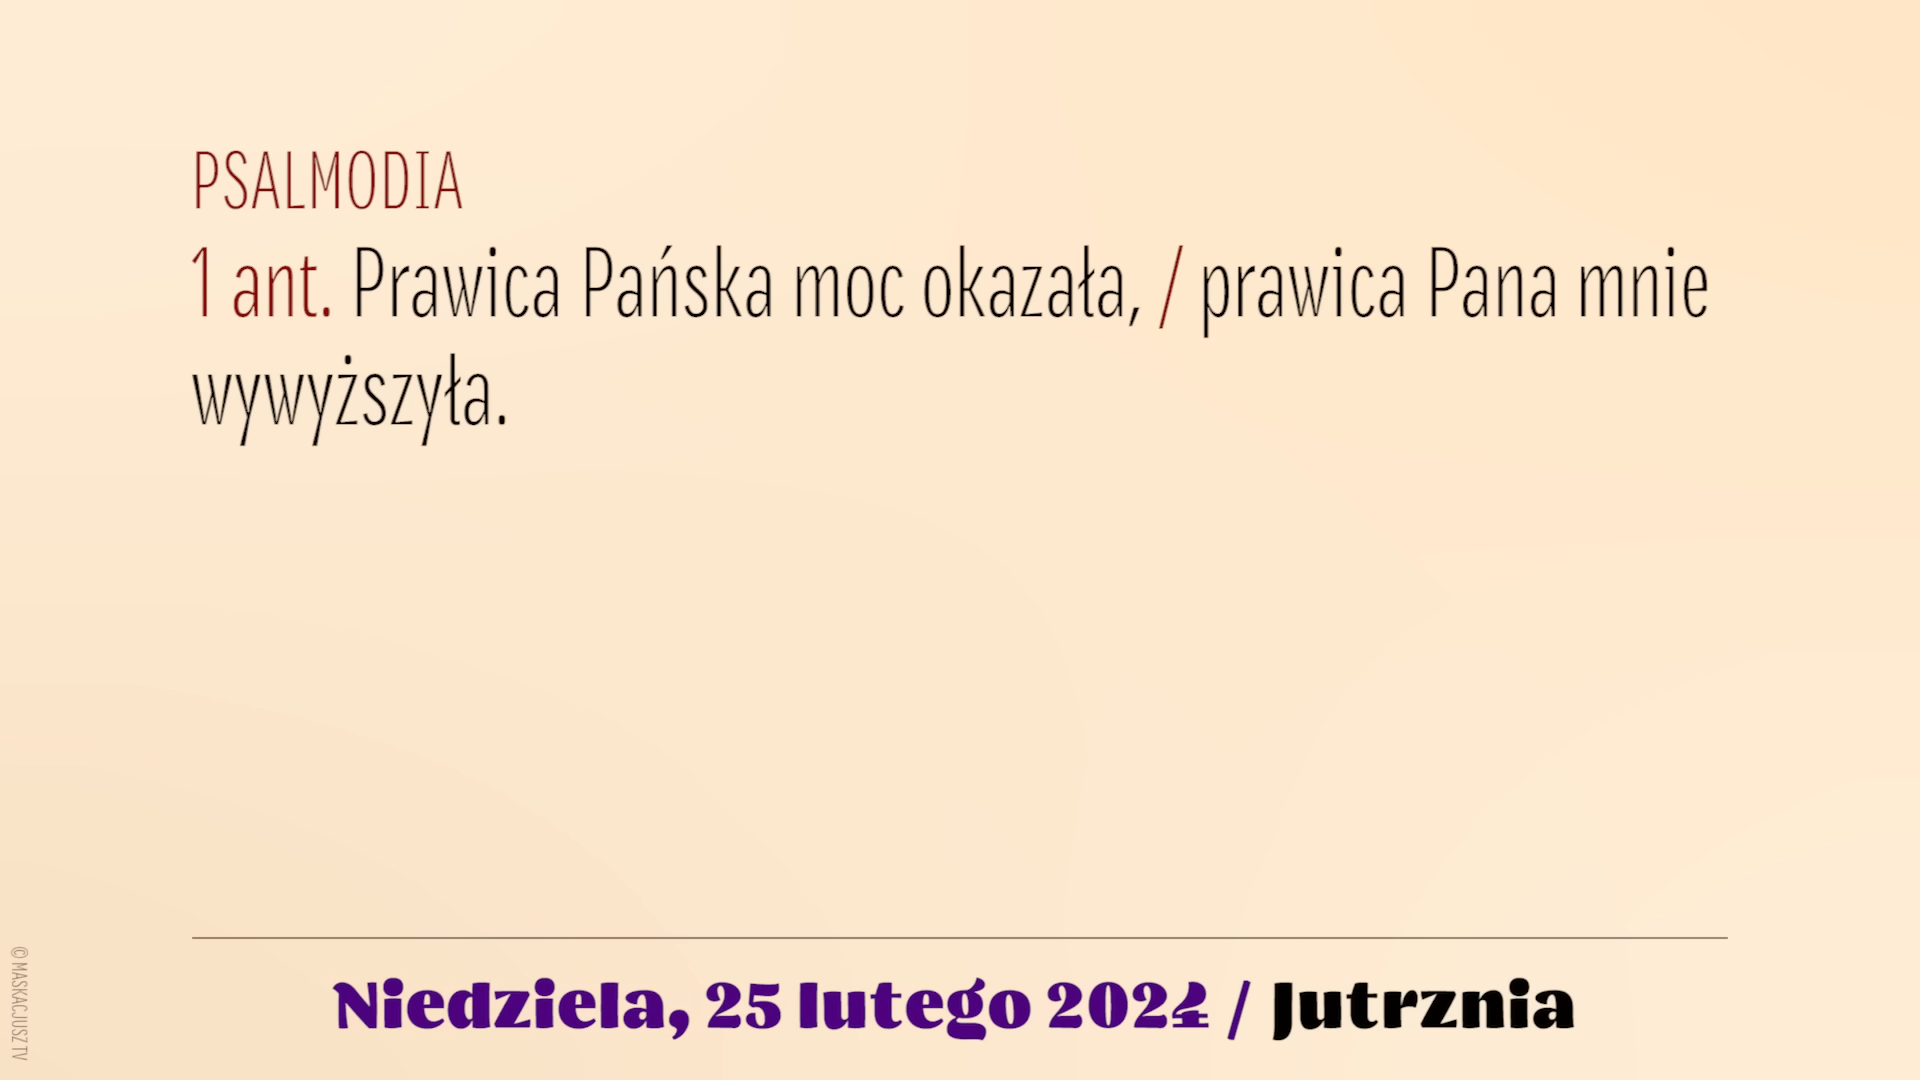 PSALMODIA
1 ant. Prawica Pańska moc okazała, / prawica Pana mnie
wywyższyła.
Niedziela, 25 lutego 2024 / Jutrznia
© MASKACJUSZ TV